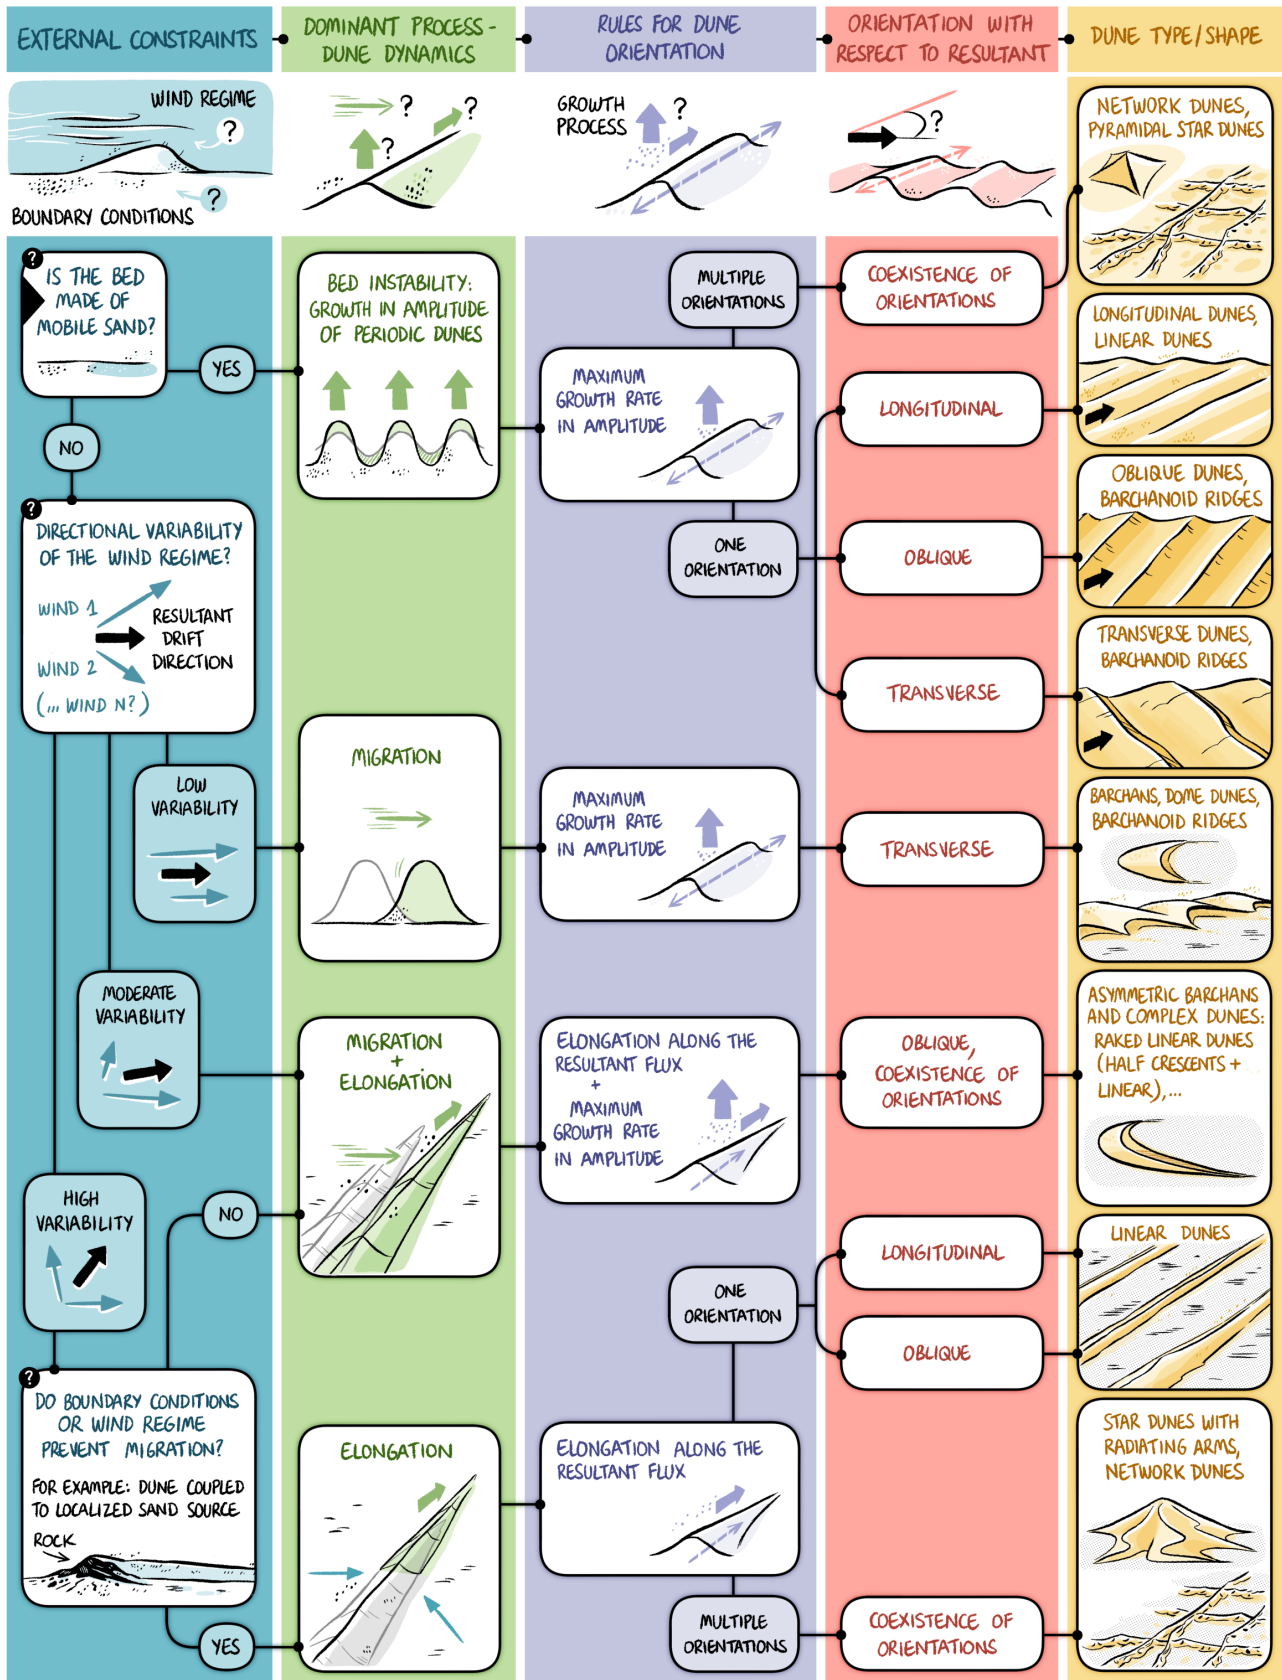 EXTERNAL CONSTRAINTS
DOMINANT PROCESS -
DUNE DYNAMICS
RULES FOR DUNE
ORIENTATION
ORIENTATION WITH
RESPECT TO RESULTANT
DUNE TYPE/SHAPE
WIND REGIME
?
?
BOUNDARY CONDITIONS
?
?
?
GROWTH
PROCESS
?
?
NETWORK DUNES,
PYRAMIDAL STAR DUNES
?
IS THE BED
MADE OF
MOBILE SAND?
YES
NO
BED INSTABILITY:
GROWTH IN AMPLITUDE
OF PERIODIC DUNES
MULTIPLE
ORIENTATIONS
MAXIMUM
GROWTH RATE
IN AMPLITUDE
ONE
ORIENTATION
COEXISTENCE OF
ORIENTATIONS
LONGITUDINAL
OBLIQUE
TRANSVERSE
LONGITUDINAL DUNES,
LINEAR DUNES
OBLIQUE DUNES,
BARCHANOID RIDGES
TRANSVERSE DUNES,
BARCHANOID RIDGES
?
DIRECTIONAL VARIABILITY
OF THE WIND REGIME?
WIND 1
RESULTANT
DRIFT
DIRECTION
WIND 2
(... WIND N?)
LOW
VARIABILITY
MIGRATION
MAXIMUM
GROWTH RATE
IN AMPLITUDE
TRANSVERSE
BARCHANS, DOME DUNES,
BARCHANOID RIDGES
MODERATE
VARIABILITY
MIGRATION
+
ELONGATION
ELONGATION ALONG THE
RESULTANT FLUX
+
MAXIMUM
GROWTH RATE
IN AMPLITUDE
OBLIQUE,
COEXISTENCE OF
ORIENTATIONS
ASYMMETRIC BARCHANS
AND COMPLEX DUNES:
RAKED LINEAR DUNES
(HALF CRESCENTS +
LINEAR),...
HIGH
VARIABILITY
NO
?
DO BOUNDARY CONDITIONS
OR WIND REGIME
PREVENT MIGRATION?
FOR EXAMPLE: DUNE COUPLED
TO LOCALIZED SAND SOURCE
ROCK
YES
ELONGATION
ONE
ORIENTATION
ELONGATION ALONG THE
RESULTANT FLUX
MULTIPLE
ORIENTATIONS
LONGITUDINAL
OBLIQUE
COEXISTENCE OF
ORIENTATIONS
LINEAR DUNES
STAR DUNES WITH
RADIATING ARMS,
NETWORK DUNES